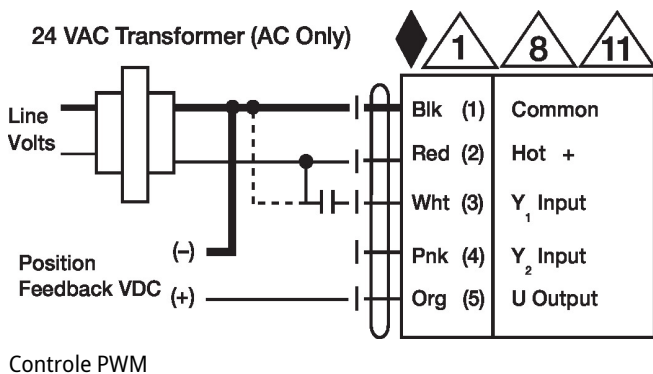 24 VAC Transformer (AC Only)
1 8 11
Line
Volts
Blk (1) Common
Red (2) Hot +
Wht (3) Y1 Input
Pnk (4) Y2 Input
Org (5) U Output
Position
Feedback VDC
(–)
(+)
Controle PWM